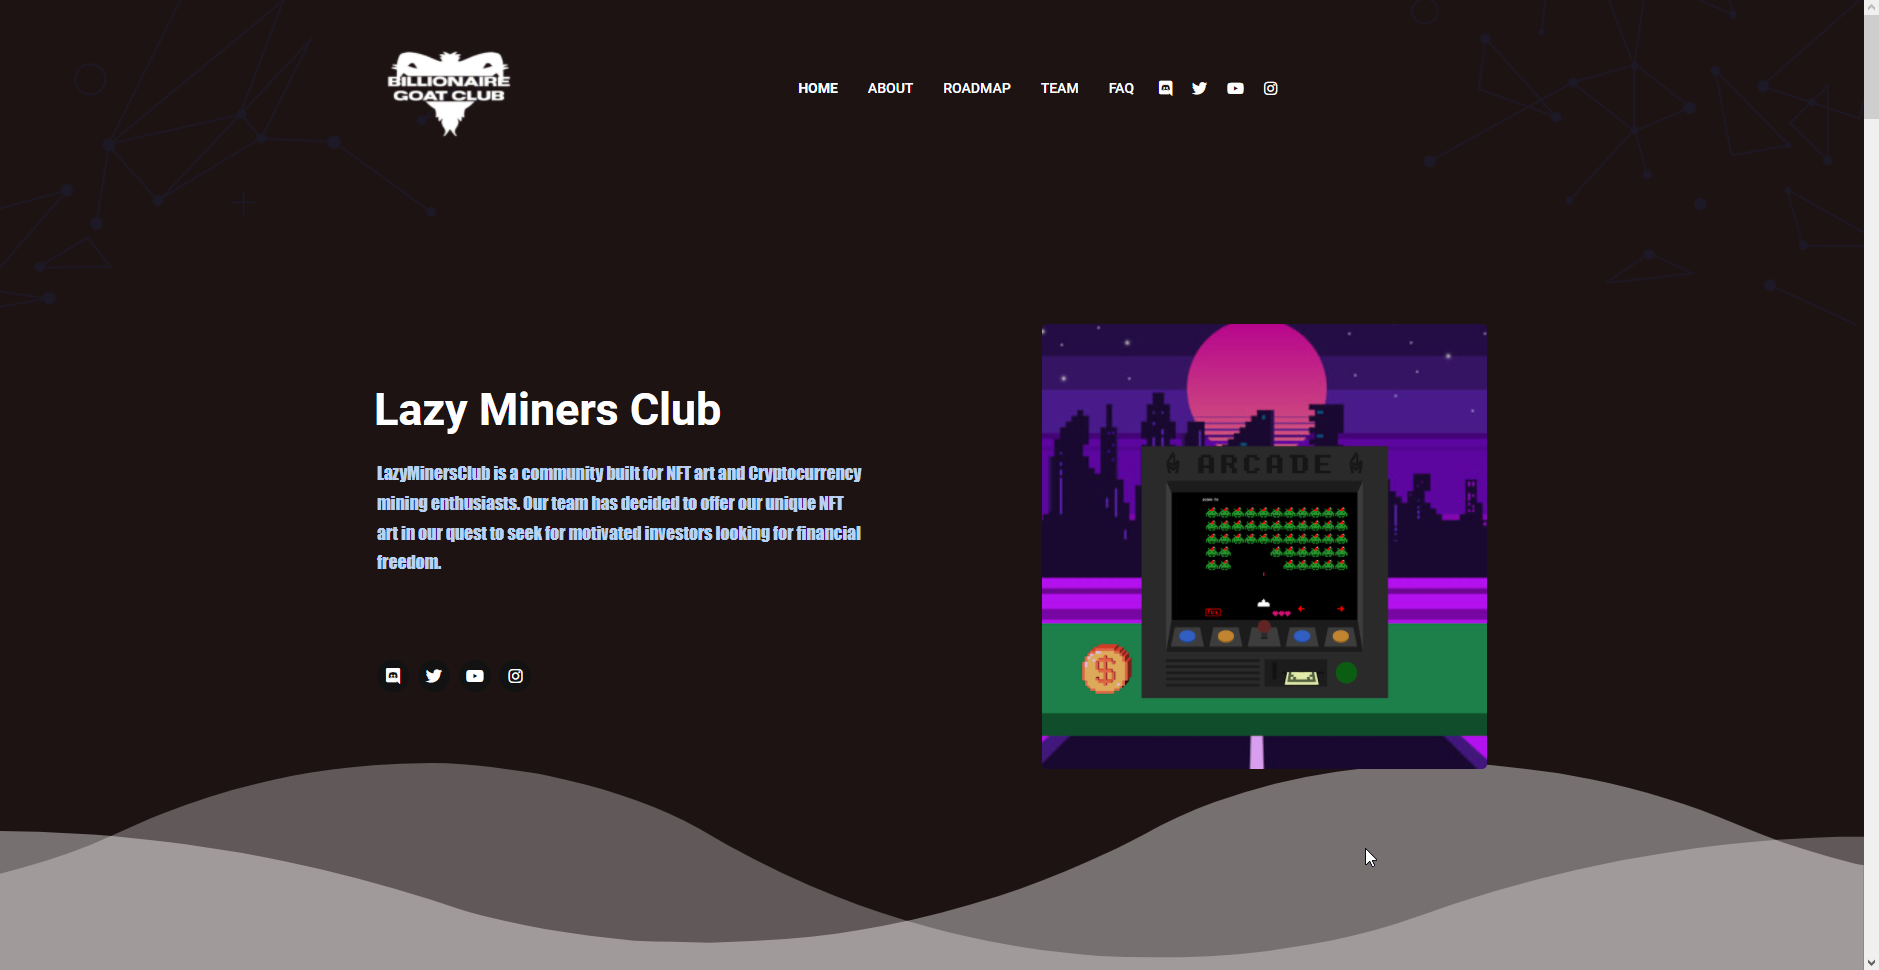 BILLIONAIRE
GOAT CLUB
HOME ABOUT ROADMAP TEAM FAQ
Lazy Miners Club
LazyMinersClub is a community built for NFT art and Cryptocurrency
mining enthusiasts. Our team has decided to offer our unique NFT
art in our quest to seek for motivated investors looking for financial
freedom.
ARCADE
$